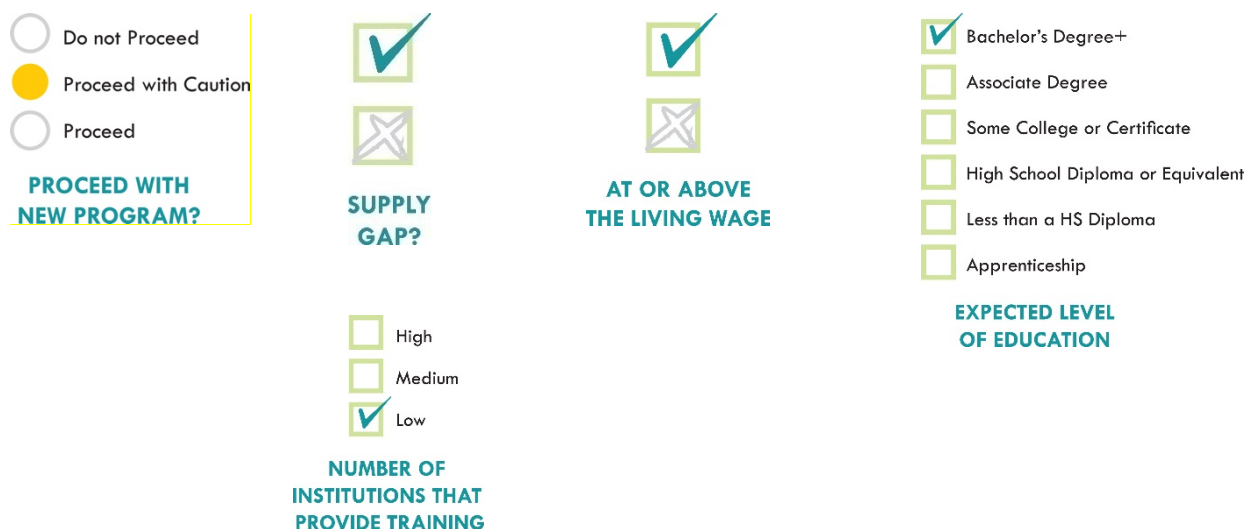 Do not Proceed
Proceed with Caution
Proceed
PROCEED WITH
NEW PROGRAM?
SUPPLY
GAP?
AT OR ABOVE
THE LIVING WAGE
Bachelor's Degree+
Associate Degree
Some College or Certificate
High School Diploma or Equivalent
Less than a HS Diploma
Apprenticeship
EXPECTED LEVEL
OF EDUCATION
High
Medium
Low
NUMBER OF
INSTITUTIONS THAT
PROVIDE TRAINING